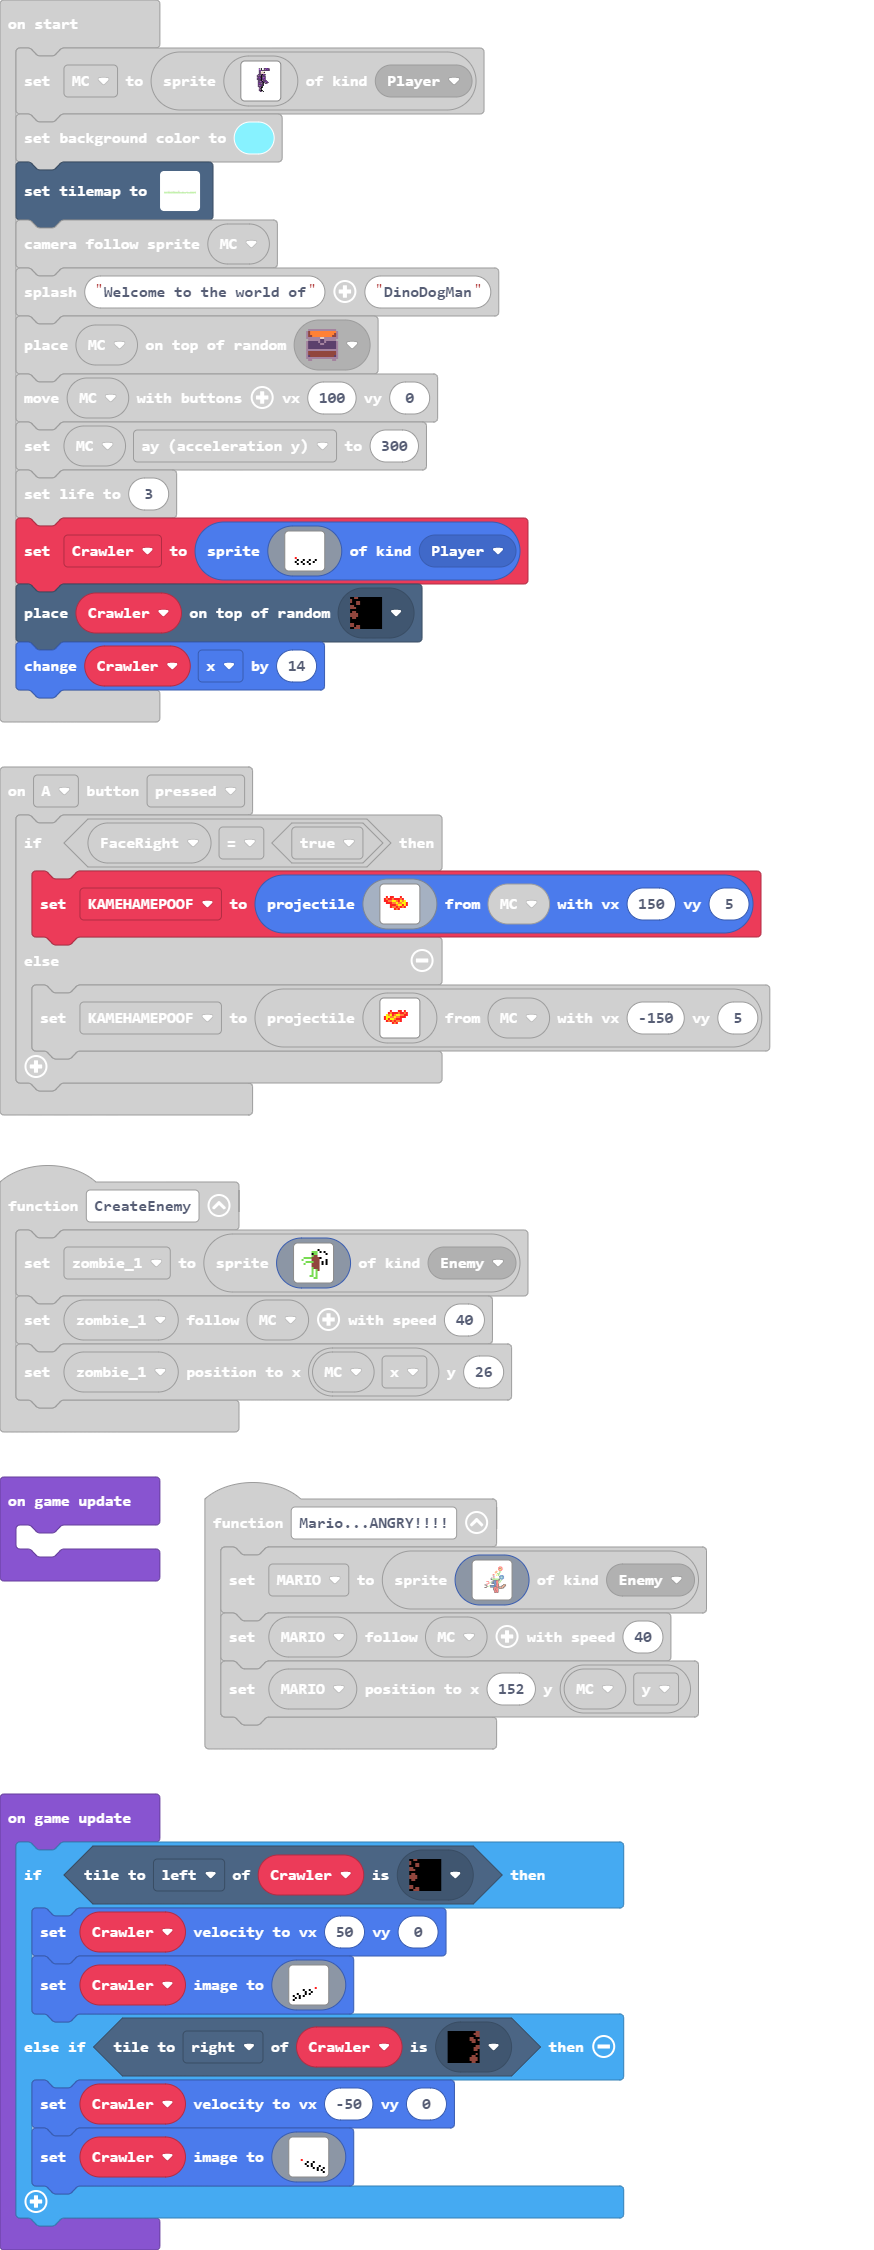 on start
set MC to sprite of kind Player
set background color to
set tilemap to
camera follow sprite MC
splash "Welcome to the world of" "DinoDogMan"
place MC on top of random
move MC with buttons vx 100 vy 0
set MC ay (acceleration y) to 300
set life to 3
set Crawler to sprite of kind Player
place Crawler on top of random
change Crawler x by 14
on A button pressed
if FaceRight = true then
set KAMEHAMEPOOF to projectile from MC with vx 150 vy 5
else
set KAMEHAMEPOOF to projectile from MC with vx -150 vy 5
function CreateEnemy
set zombie_1 to sprite of kind Enemy
set zombie_1 follow MC with speed 40
set zombie_1 position to x MC x y 26
on game update
function Mario...ANGRY!!!!
set MARIO to sprite of kind Enemy
set MARIO follow MC with speed 40
set MARIO position to x 152 y MC y
on game update
if tile to left of Crawler is then
set Crawler velocity to vx 50 vy 0
set Crawler image to
else if tile to right of Crawler is then
set Crawler velocity to vx -50 vy 0
set Crawler image to